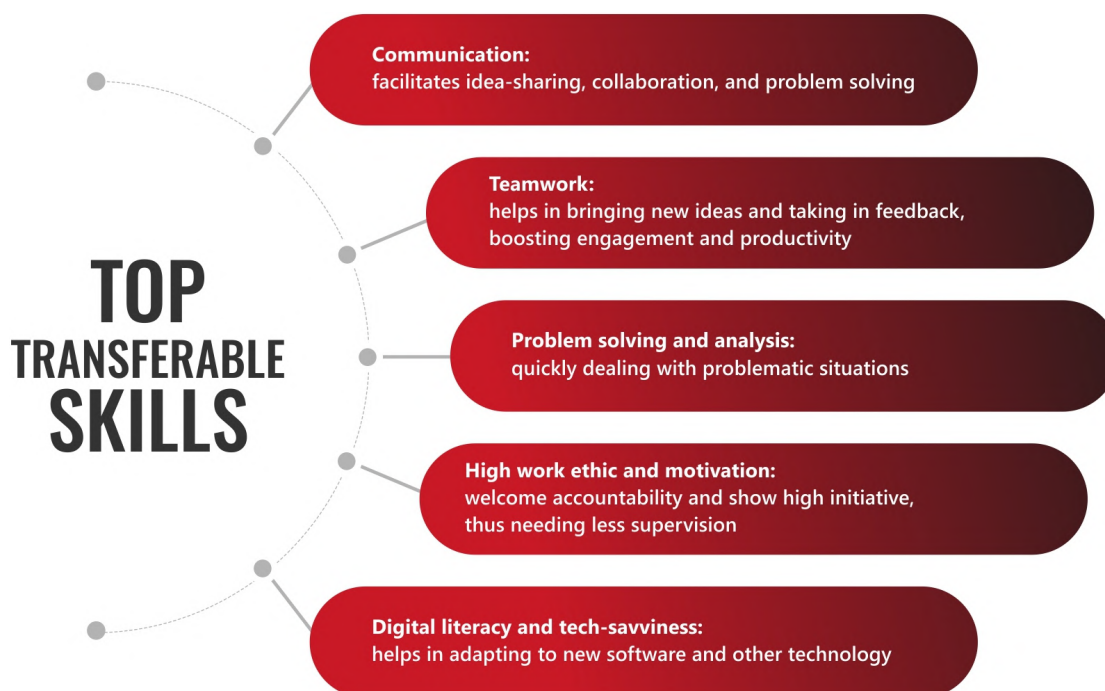 TOP
TRANSFERABLE
SKILLS
Communication:
facilitates idea-sharing, collaboration, and problem solving
Teamwork:
helps in bringing new ideas and taking in feedback,
boosting engagement and productivity
Problem solving and analysis:
quickly dealing with problematic situations
High work ethic and motivation:
welcome accountability and show high initiative,
thus needing less supervision
Digital literacy and tech-savviness:
helps in adapting to new software and other technology